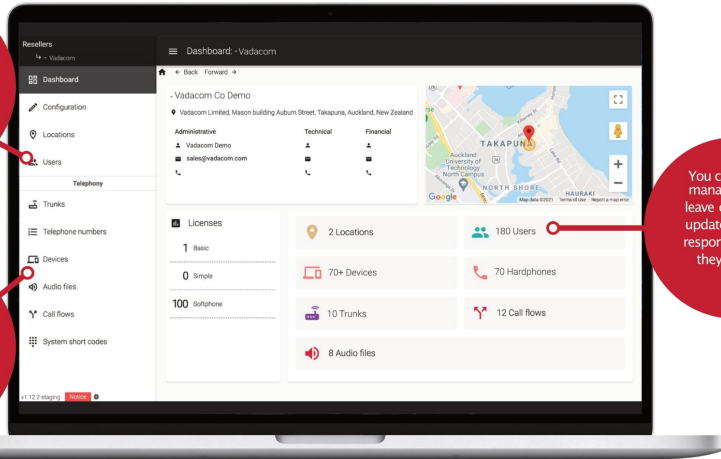 Resellers
- Vadacom
Dashboard
Configuration
Locations
Users
Telephony
Trunks
Telephone numbers
Devices
Audio files
Call flows
System short codes
v1.12.2-staging Notice
Dashboard: - Vadacom
← Back Forward →
- Vadacom Co Demo
Vadacom Limited, Mason building Auburn Street, Takapuna, Auckland, New Zealand
Administrative Technical Financial
Vadacom Demo
sales@vadacom.com
TAKAPUNA
Auckland
University of
Technology
North Campus
NORTH SHORE
HAURAKI
Google
Map data ©2021 Terms of Use Report a map error
Licenses
1 Basic
0 Simple
100 Softphone
2 Locations
180 Users
70+ Devices
70 Hardphones
10 Trunks
12 Call flows
8 Audio files
You c
mana
leave
update
respon
they